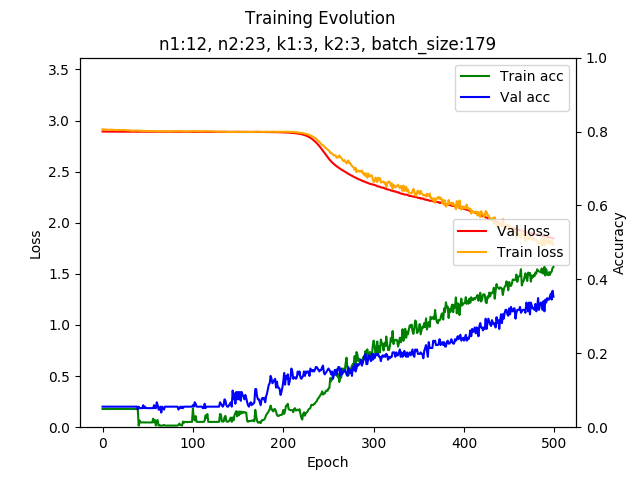 Training Evolution
n1:12, n2:23, k1:3, k2:3, batch_size:179
Train acc
Val acc
Val loss
Train loss
Loss
3.5
3.0
2.5
2.0
1.5
1.0
0.5
0.0
Accuracy
1.0
0.8
0.6
0.4
0.2
0.0
0 100 200 300 400 500
Epoch